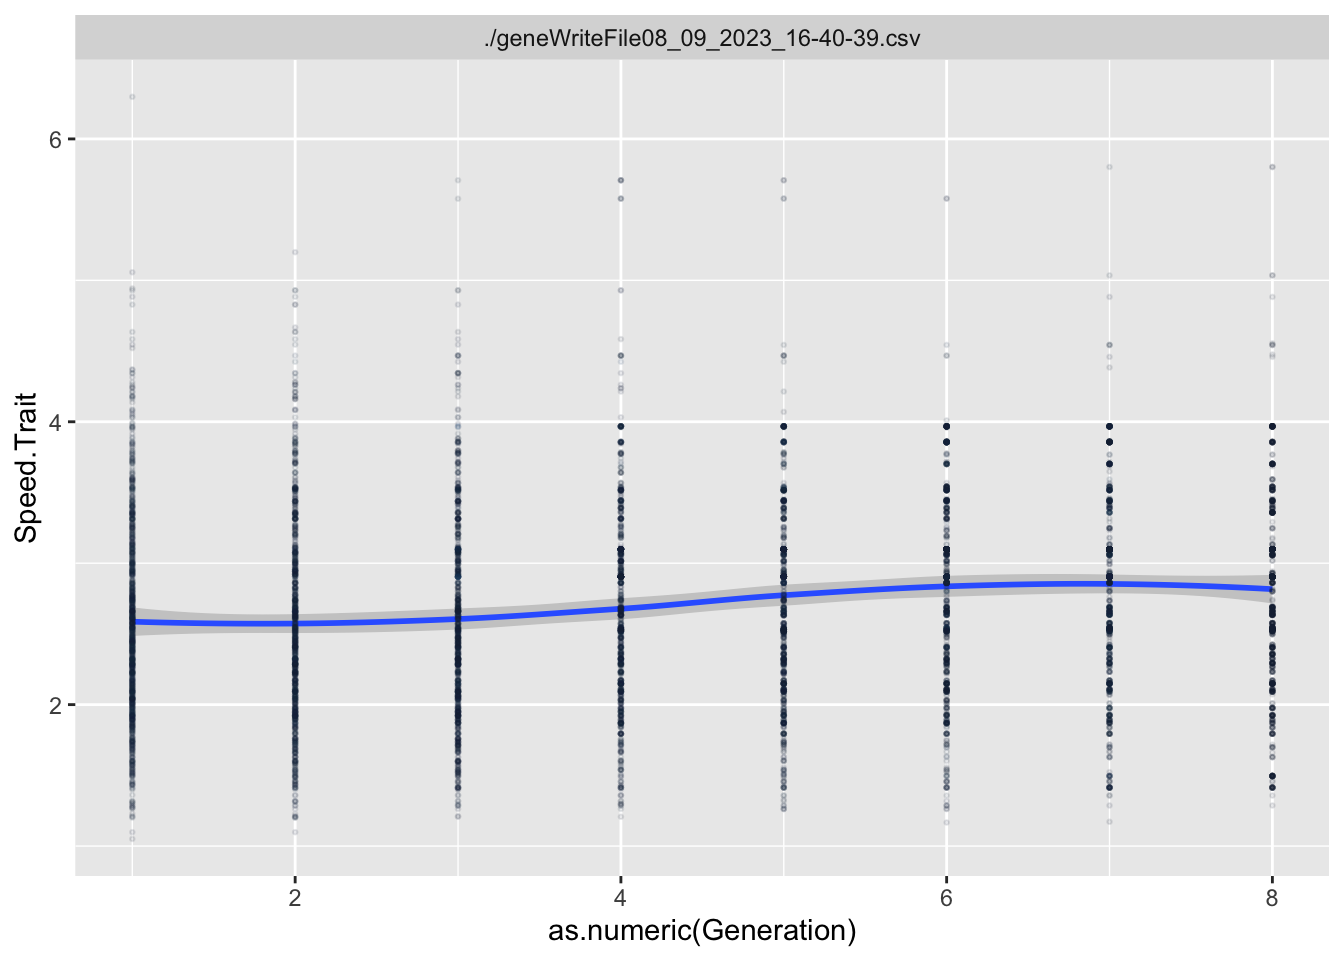 ./geneWriteFile08_09_2023_16-40-39.csv
6
4
2
Speed.Trait
2
4
6
8
as.numeric(Generation)